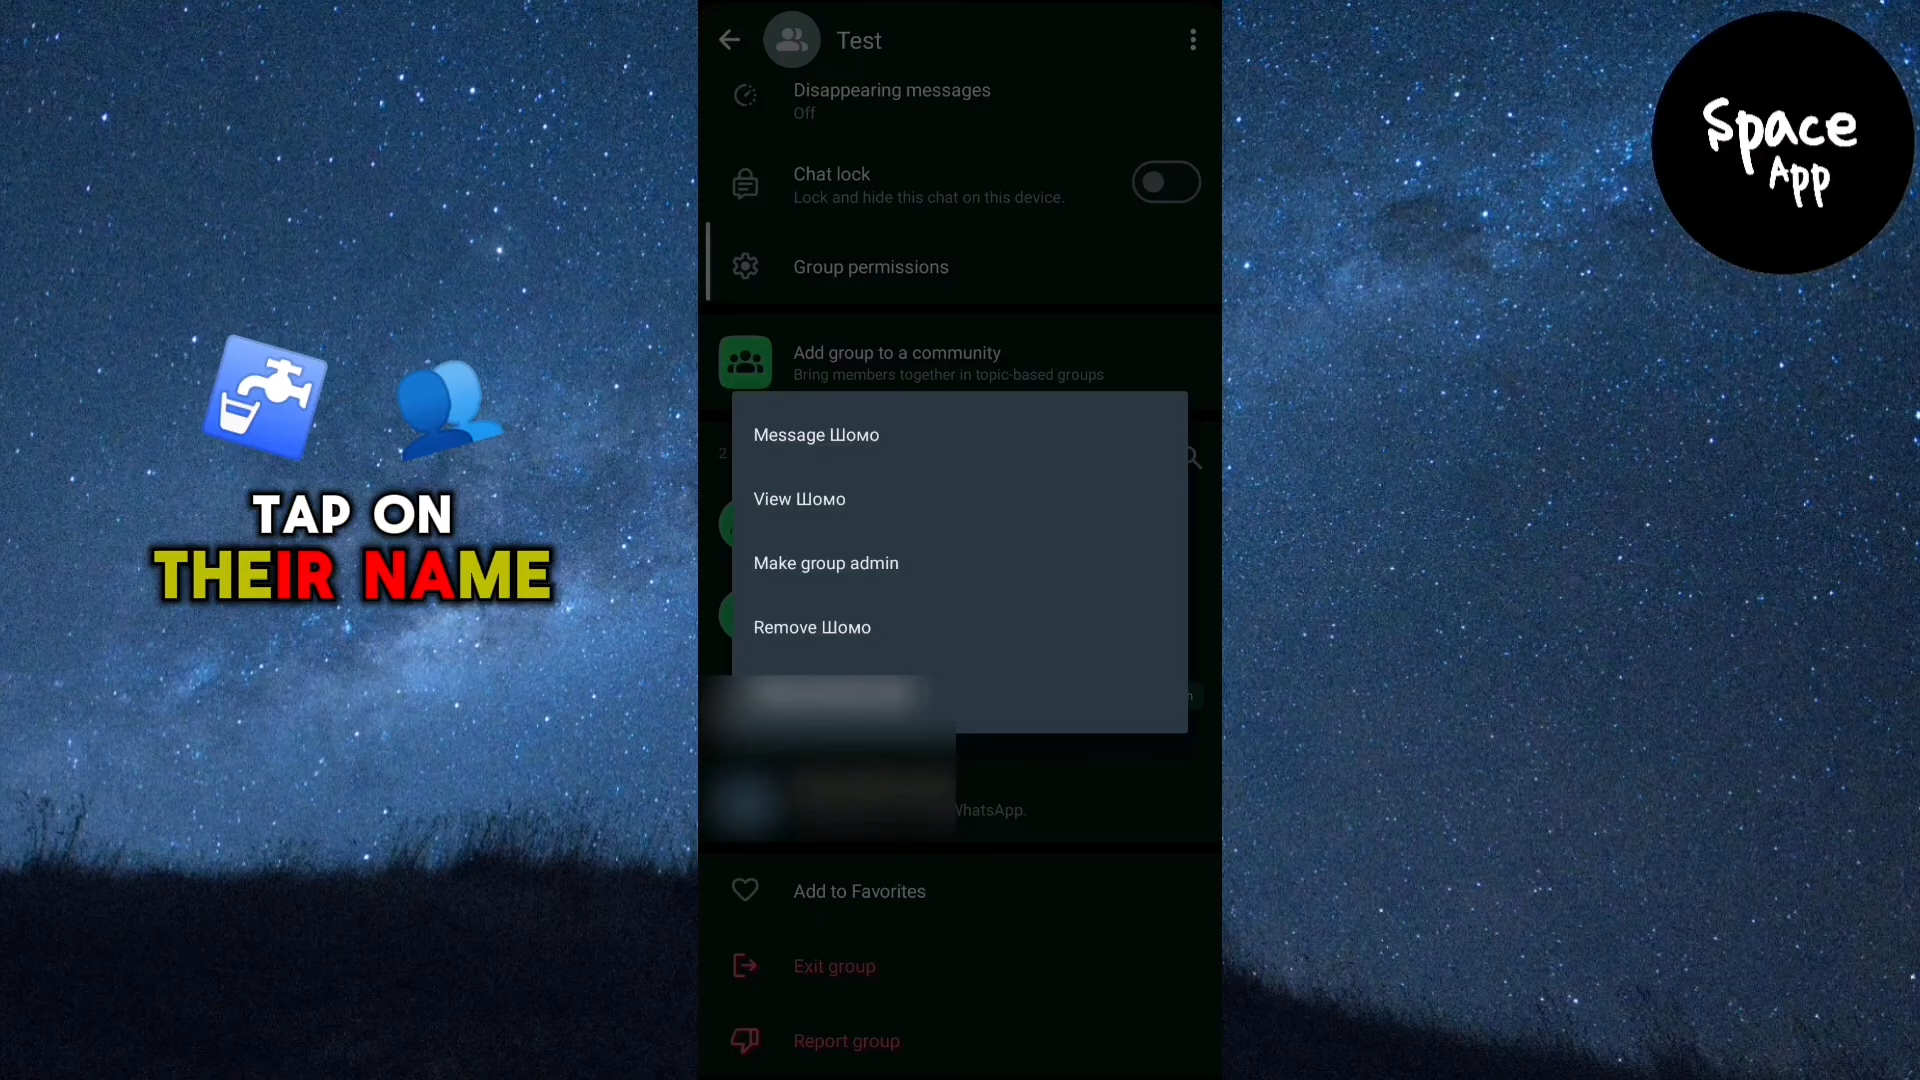 Test
Disappearing messages
Off
Chat lock
Lock and hide this chat on this device.
Group permissions
Add group to a community
Bring members together in topic-based groups
2
Message Шомо
View Шомо
Make group admin
Remove Шомо
n
WhatsApp.
Add to Favorites
Exit group
Report group
TAP ON
THEIR NAME
Space
App